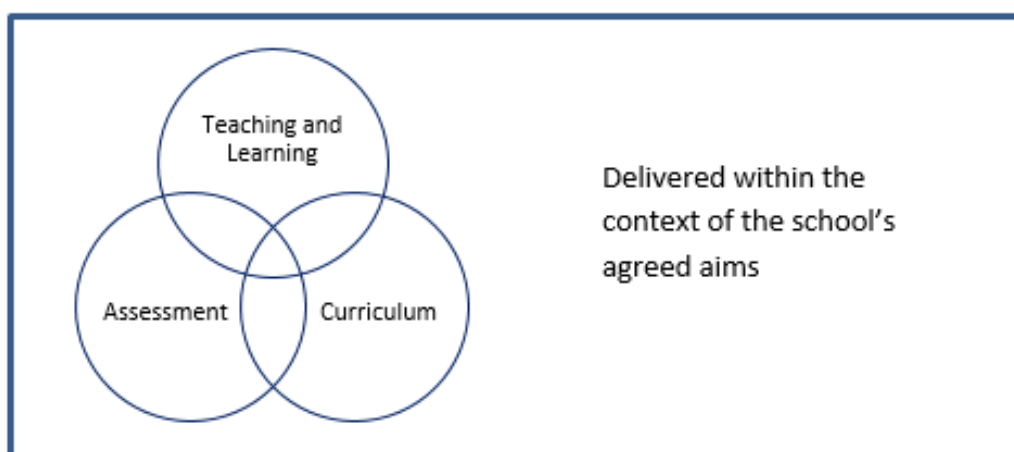 Teaching and
Learning
Assessment
Curriculum
Delivered within the
context of the school’s
agreed aims